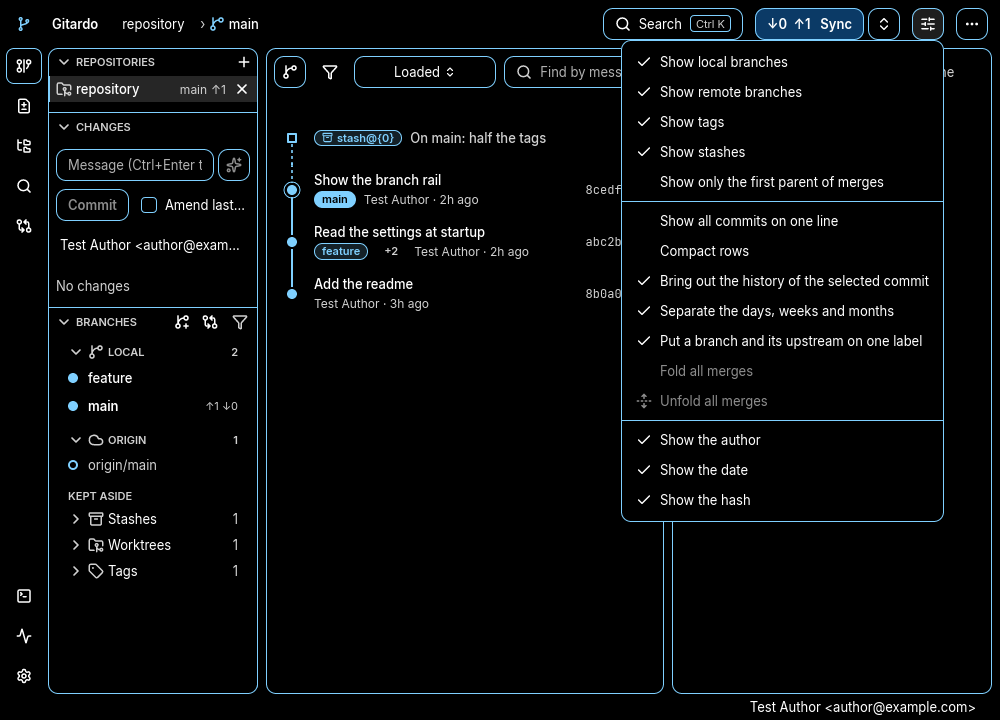 Gitardo
repository
› main
Search Ctrl K
↓0 ↑1 Sync
REPOSITORIES
repository main ↑1
CHANGES
Message (Ctrl+Enter t
Commit
Amend last...
Test Author <author@exam...
No changes
BRANCHES
LOCAL 2
feature
main ↑1 ↓0
ORIGIN 1
origin/main
KEPT ASIDE
Stashes 1
Worktrees 1
Tags 1
Loaded
Find by mess
stash@{0} On main: half the tags
Show the branch rail
main Test Author · 2h ago
8cedf
Read the settings at startup
feature +2 Test Author · 2h ago
abc2b
Add the readme
Test Author · 3h ago
8b0a0
Show local branches
Show remote branches
Show tags
Show stashes
Show only the first parent of merges
Show all commits on one line
Compact rows
Bring out the history of the selected commit
Separate the days, weeks and months
Put a branch and its upstream on one label
Fold all merges
Unfold all merges
Show the author
Show the date
Show the hash
Test Author <author@example.com>